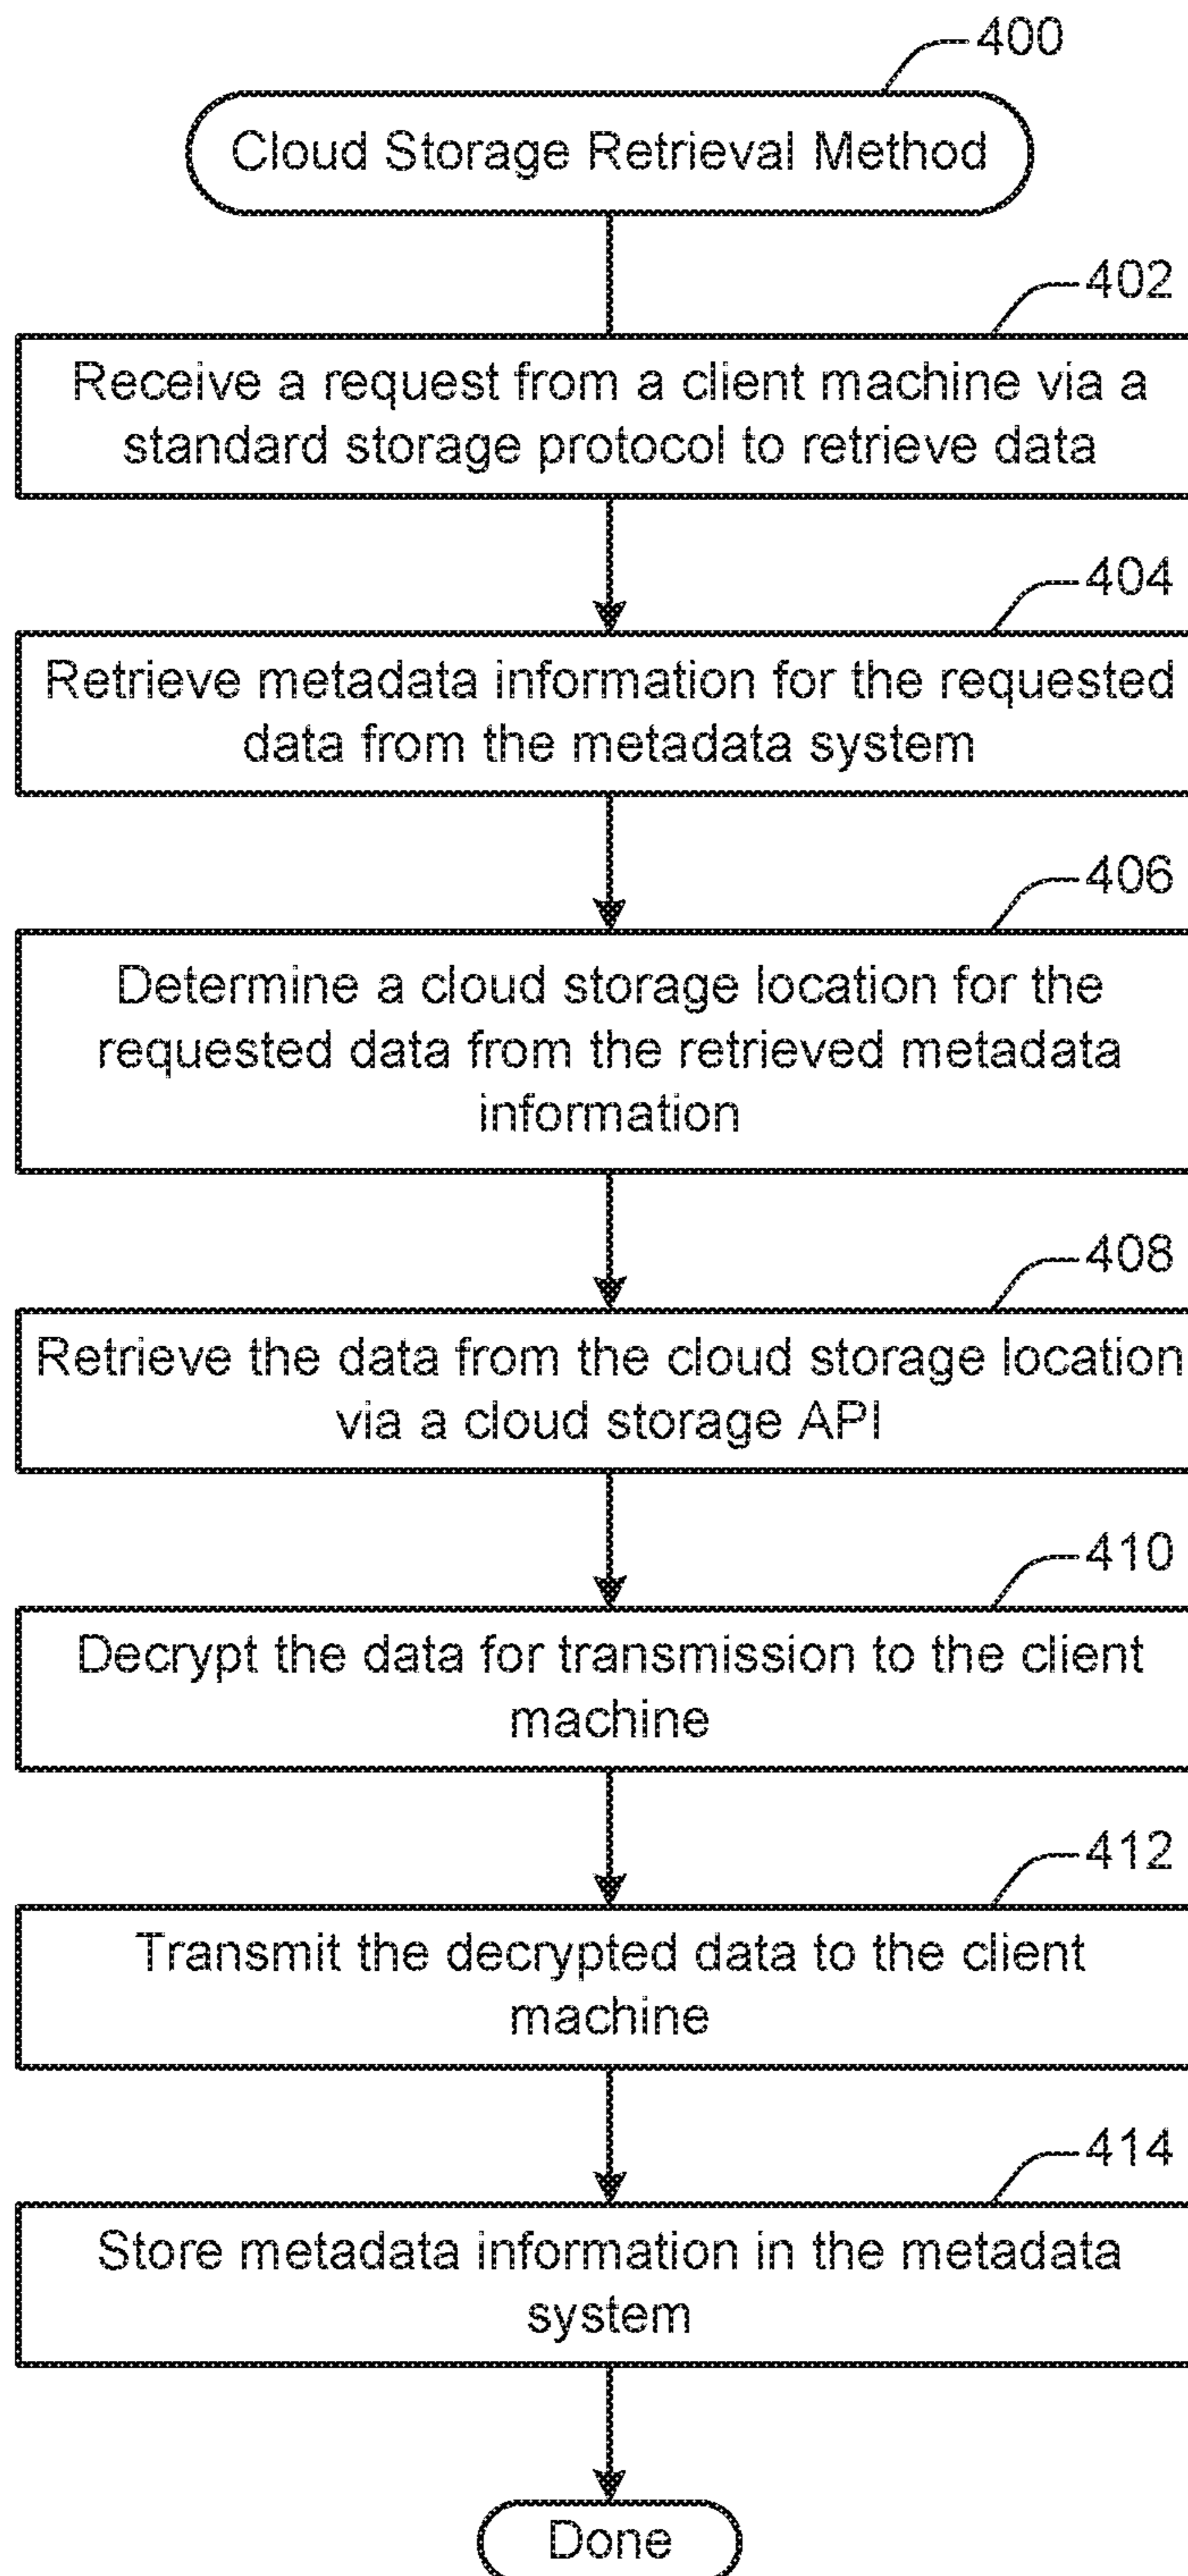 400
Cloud Storage Retrieval Method
402
Receive a request from a client machine via a
standard storage protocol to retrieve data
404
Retrieve metadata information for the requested
data from the metadata system
406
Determine a cloud storage location for the
requested data from the retrieved metadata
information
408
Retrieve the data from the cloud storage location
via a cloud storage API
410
Decrypt the data for transmission to the client
machine
412
Transmit the decrypted data to the client
machine
414
Store metadata information in the metadata
system
Done